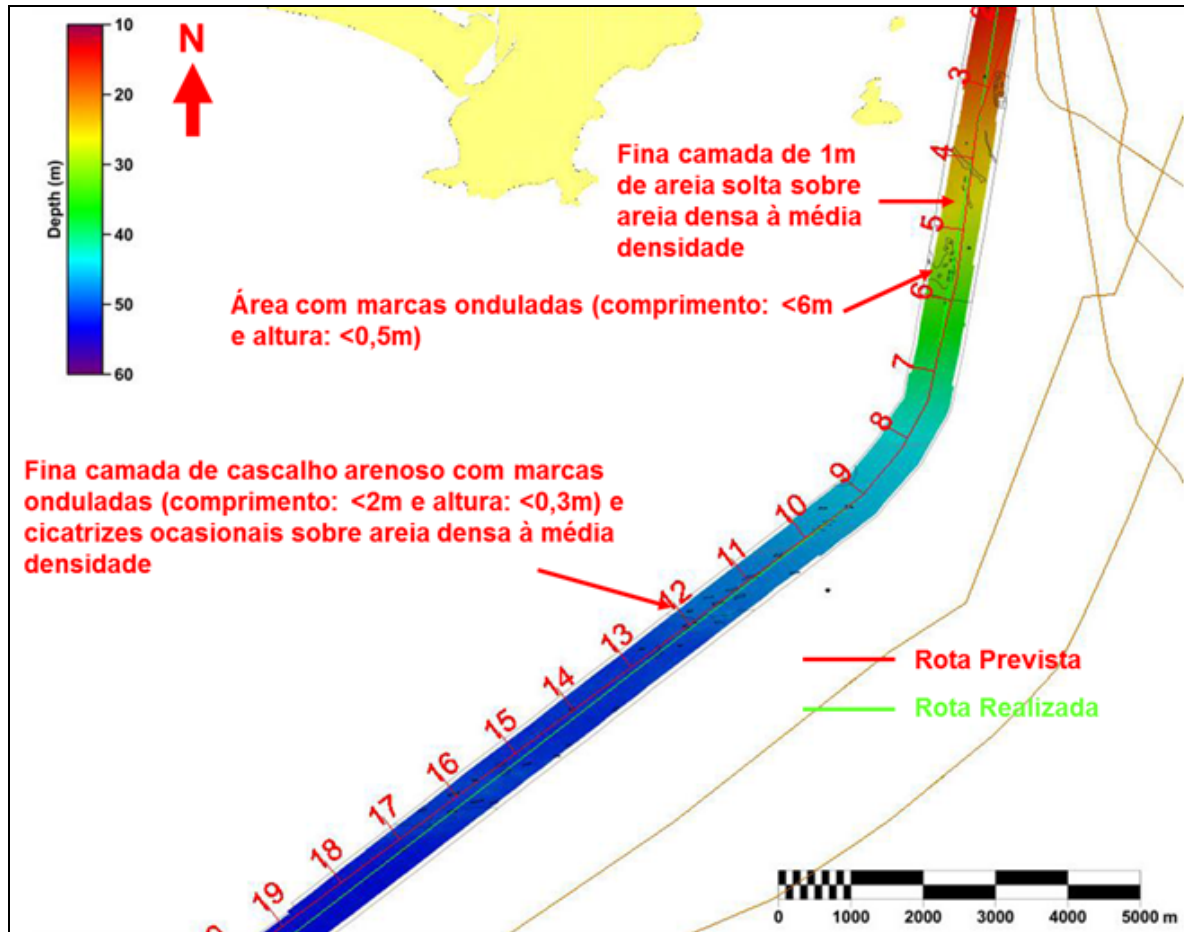 10
20
30
40
50
60
Depth (m)
N
3
4
5
6
7
8
9
10
11
12
13
14
15
16
17
18
19
Fina camada de 1m
de areia solta sobre
areia densa à média
densidade
Área com marcas onduladas (comprimento: <6m
e altura: <0,5m)
Fina camada de cascalho arenoso com marcas
onduladas (comprimento: <2m e altura: <0,3m) e
cicatrizes ocasionais sobre areia densa à média
densidade
Rota Prevista
Rota Realizada
0 1000 2000 3000 4000 5000 m